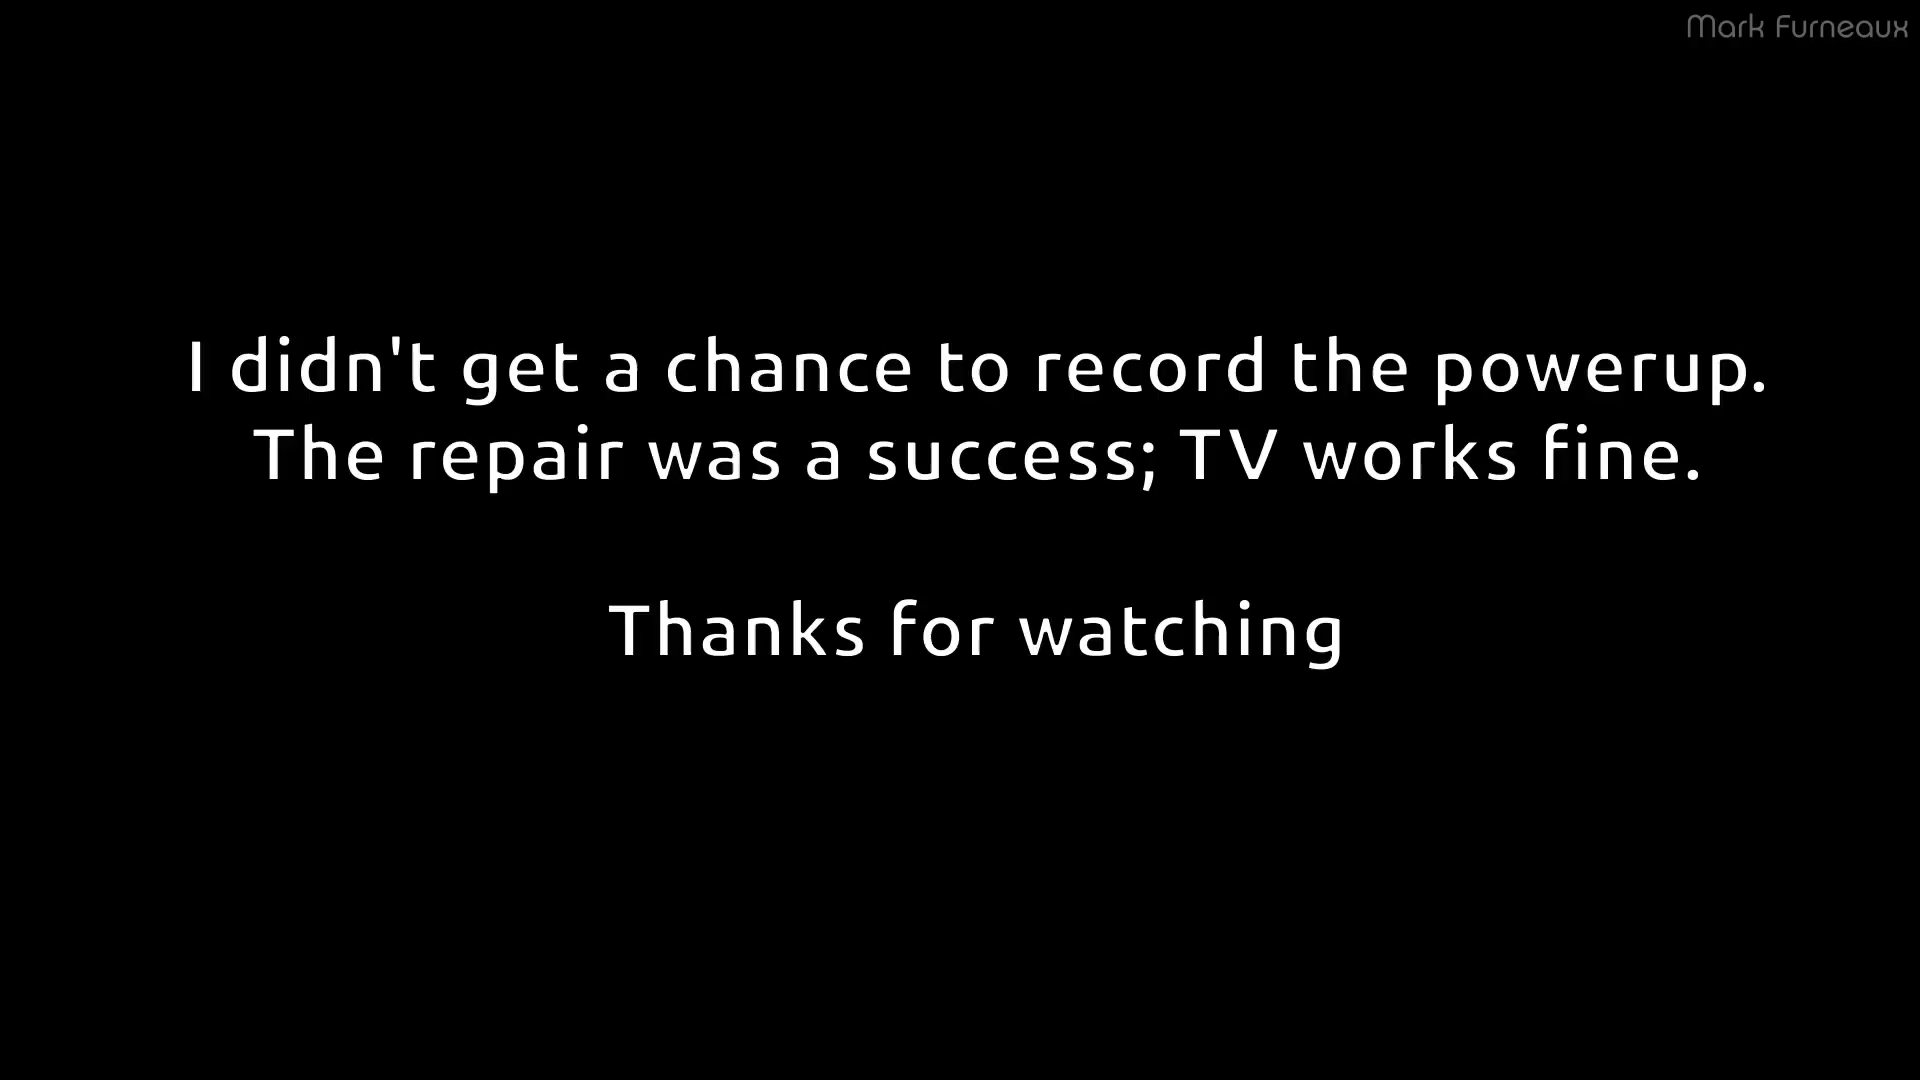 Mark Furneaux
I didn't get a chance to record the powerup.
The repair was a success; TV works fine.
Thanks for watching